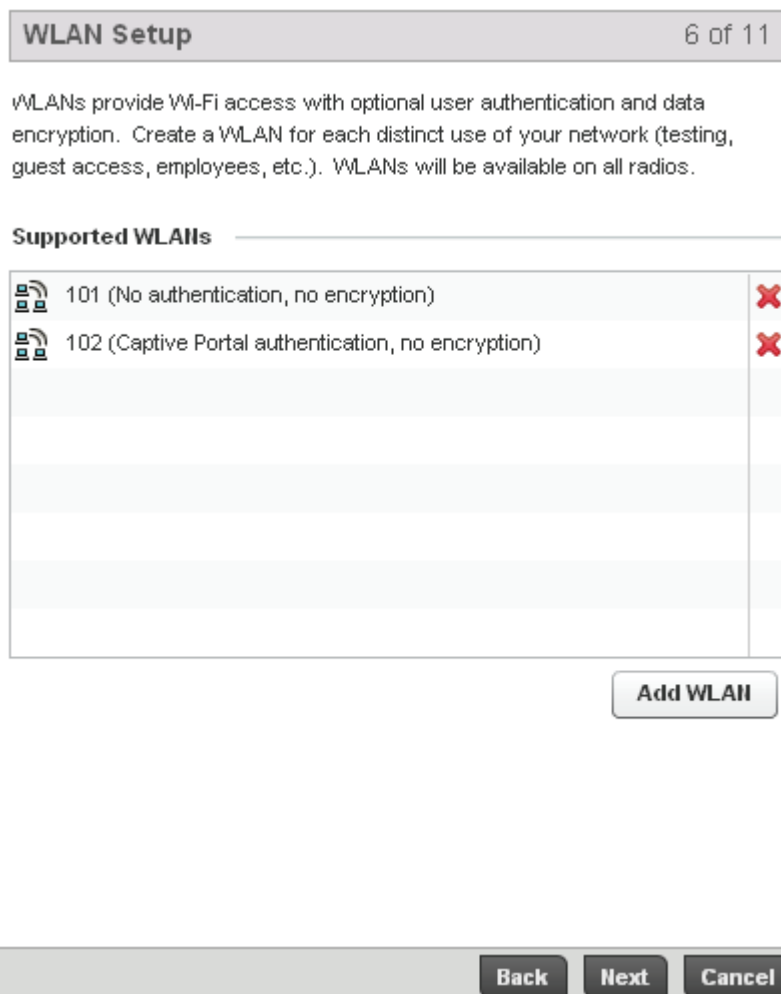 WLAN Setup 6 of 11
WLANs provide Wi-Fi access with optional user authentication and data
encryption. Create a WLAN for each distinct use of your network (testing,
guest access, employees, etc.). WLANs will be available on all radios.
Supported WLANs
101 (No authentication, no encryption)
102 (Captive Portal authentication, no encryption)
Add WLAN
Back Next Cancel